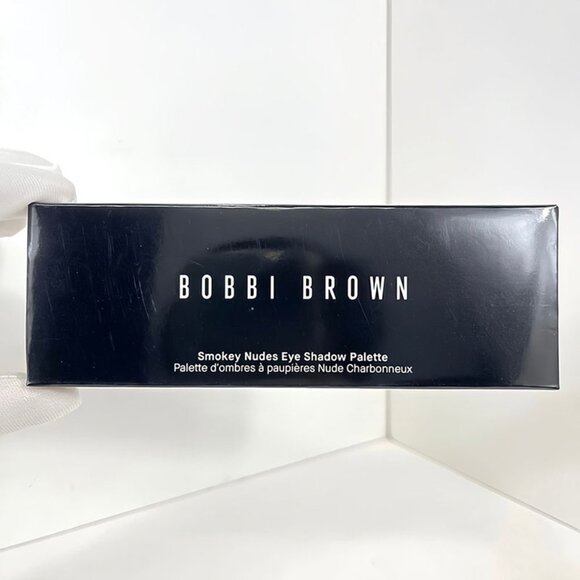 BOBBI BROWN
Smokey Nudes Eye Shadow Palette
Palette d'ombres à paupières Nude Charbonneux